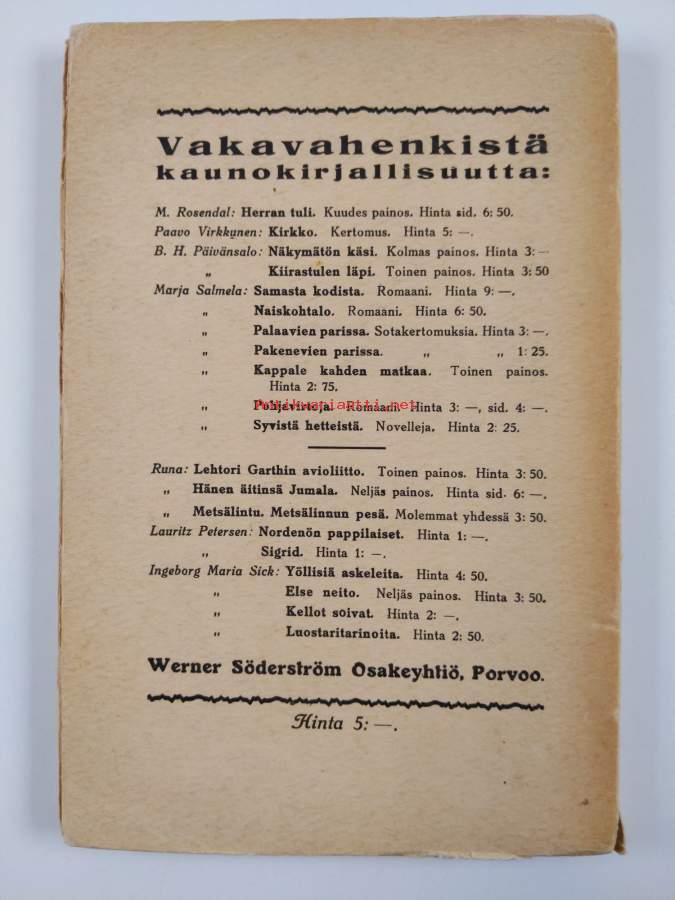 Vakavahenkistä
kaunokirjallisuutta:
M. Rosendal: Herran tuli. Kuudes painos. Hinta sid. 6: 50.
Paavo Virkkunen: Kirkko. Kertomus. Hinta 5: —.
B. H. Päivänsalo: Näkymätön käsi. Kolmas painos. Hinta 3: —
„ Kiirastulen läpi. Toinen painos. Hinta 3: 50
Marja Salmela: Samasta kodista. Romaani. Hinta 9: —.
„ Naiskohtalo. Romaani. Hinta 6: 50.
„ Palaavien parissa. Sotakertomuksia. Hinta 3: —.
„ Pakenevien parissa. „ „ 1: 25.
„ Kappale kahden matkaa. Toinen painos.
Hinta 2: 75.
„ Pohjavirtoja. Romaani. Hinta 3: —, sid. 4: —.
Antikvariaatti.net
„ Syvistä hetteistä. Novelleja. Hinta 2: 25.
Runa: Lehtori Garthin avioliitto. Toinen painos. Hinta 3: 50.
„ Hänen äitinsä Jumala. Neljäs painos. Hinta sid. 6: —.
„ Metsälintu. Metsälinnun pesä. Molemmat yhdessä 3: 50.
Lauritz Petersen: Nordenön pappilaiset. Hinta 1: —.
„ Sigrid. Hinta 1: —.
Ingeborg Maria Sick: Yöllisiä askeleita. Hinta 4: 50.
„ Else neito. Neljäs painos. Hinta 3: 50.
„ Kellot soivat. Hinta 2: —.
„ Luostaritarinoita. Hinta 2: 50.
Werner Söderström Osakeyhtiö, Porvoo.
Hinta 5: —.